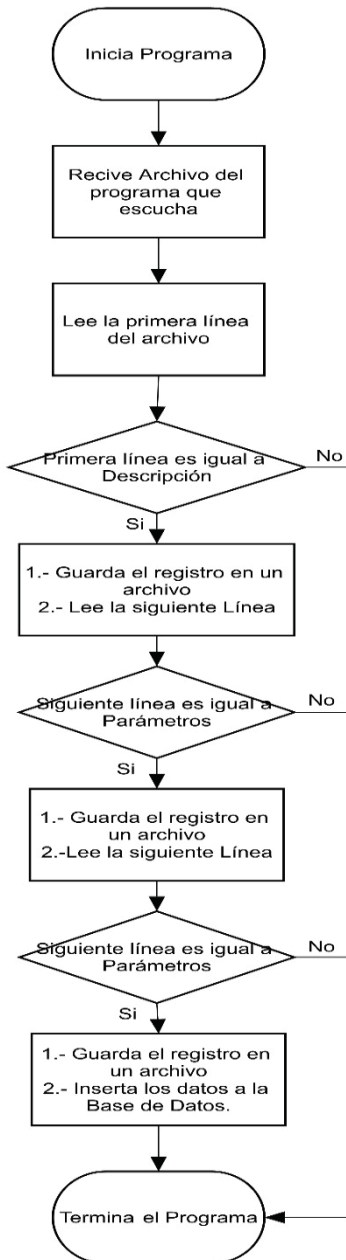 Inicia Programa
Recive Archivo del
programa que
escucha
Lee la primera línea
del archivo
Primera línea es igual a
Descripción
No
Si
1.- Guarda el registro en un
archivo
2.- Lee la siguiente Línea
Siguiente línea es igual a
Parámetros
No
Si
1.- Guarda el registro en
un archivo
2.-Lee la siguiente Línea
Siguiente línea es igual a
Parámetros
No
Si
1.- Guarda el registro en
un archivo
2.- Inserta los datos a la
Base de Datos.
Termina el Programa